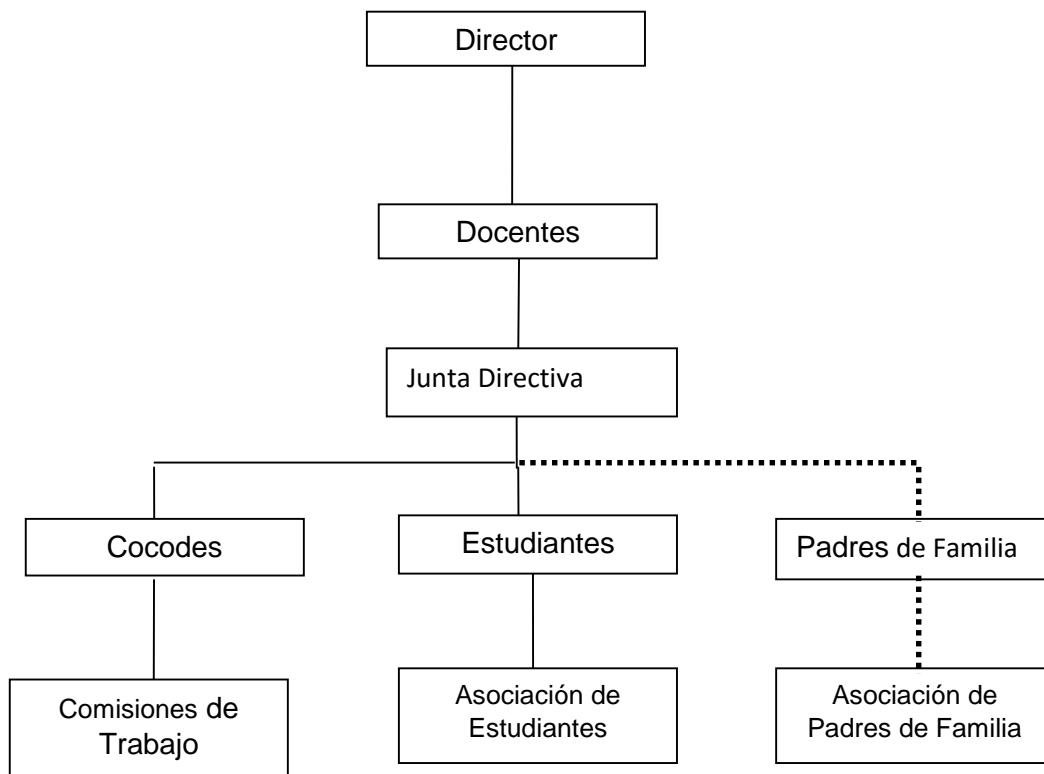 Director
Docentes
Junta Directiva
Cocodes
Estudiantes
Padres de Familia
Comisiones de
Trabajo
Asociación de
Estudiantes
Asociación de
Padres de Familia